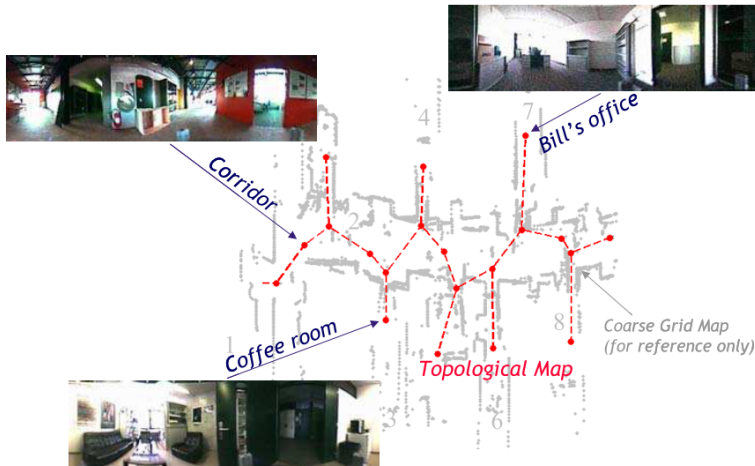 4
7
Bill's office
Corridor
2
Coarse Grid Map
(for reference only)
8
1
Coffee room
Topological Map
3
6